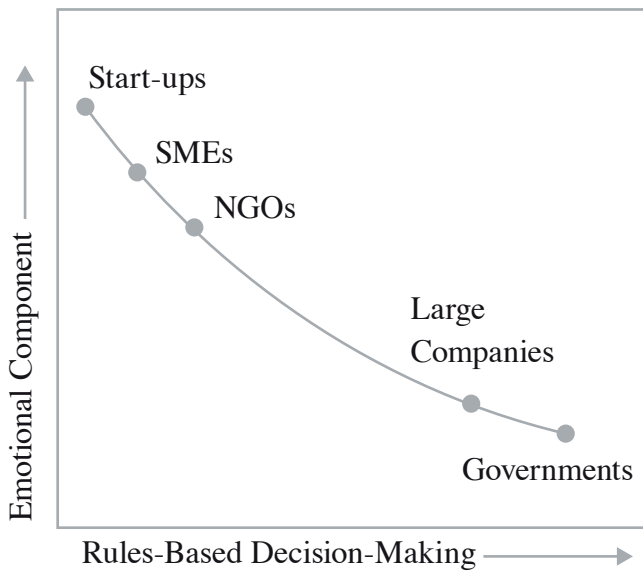 Start-ups
SMEs
NGOs
Large
Companies
Governments
Emotional Component
Rules-Based Decision-Making